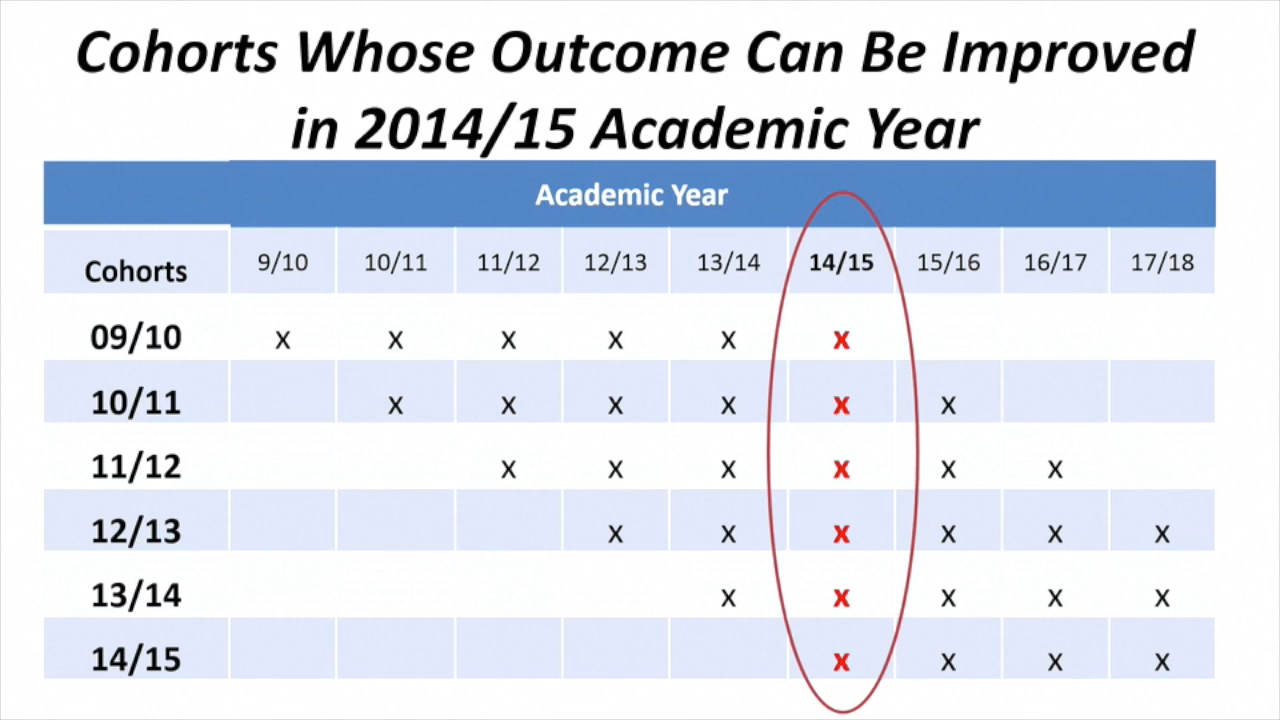 Cohorts Whose Outcome Can Be Improved
in 2014/15 Academic Year
Academic Year
Cohorts 9/10 10/11 11/12 12/13 13/14 14/15 15/16 16/17 17/18
09/10 x x x x x x
10/11 x x x x x x
11/12 x x x x x x
12/13 x x x x x x
13/14 x x x x x
14/15 x x x x